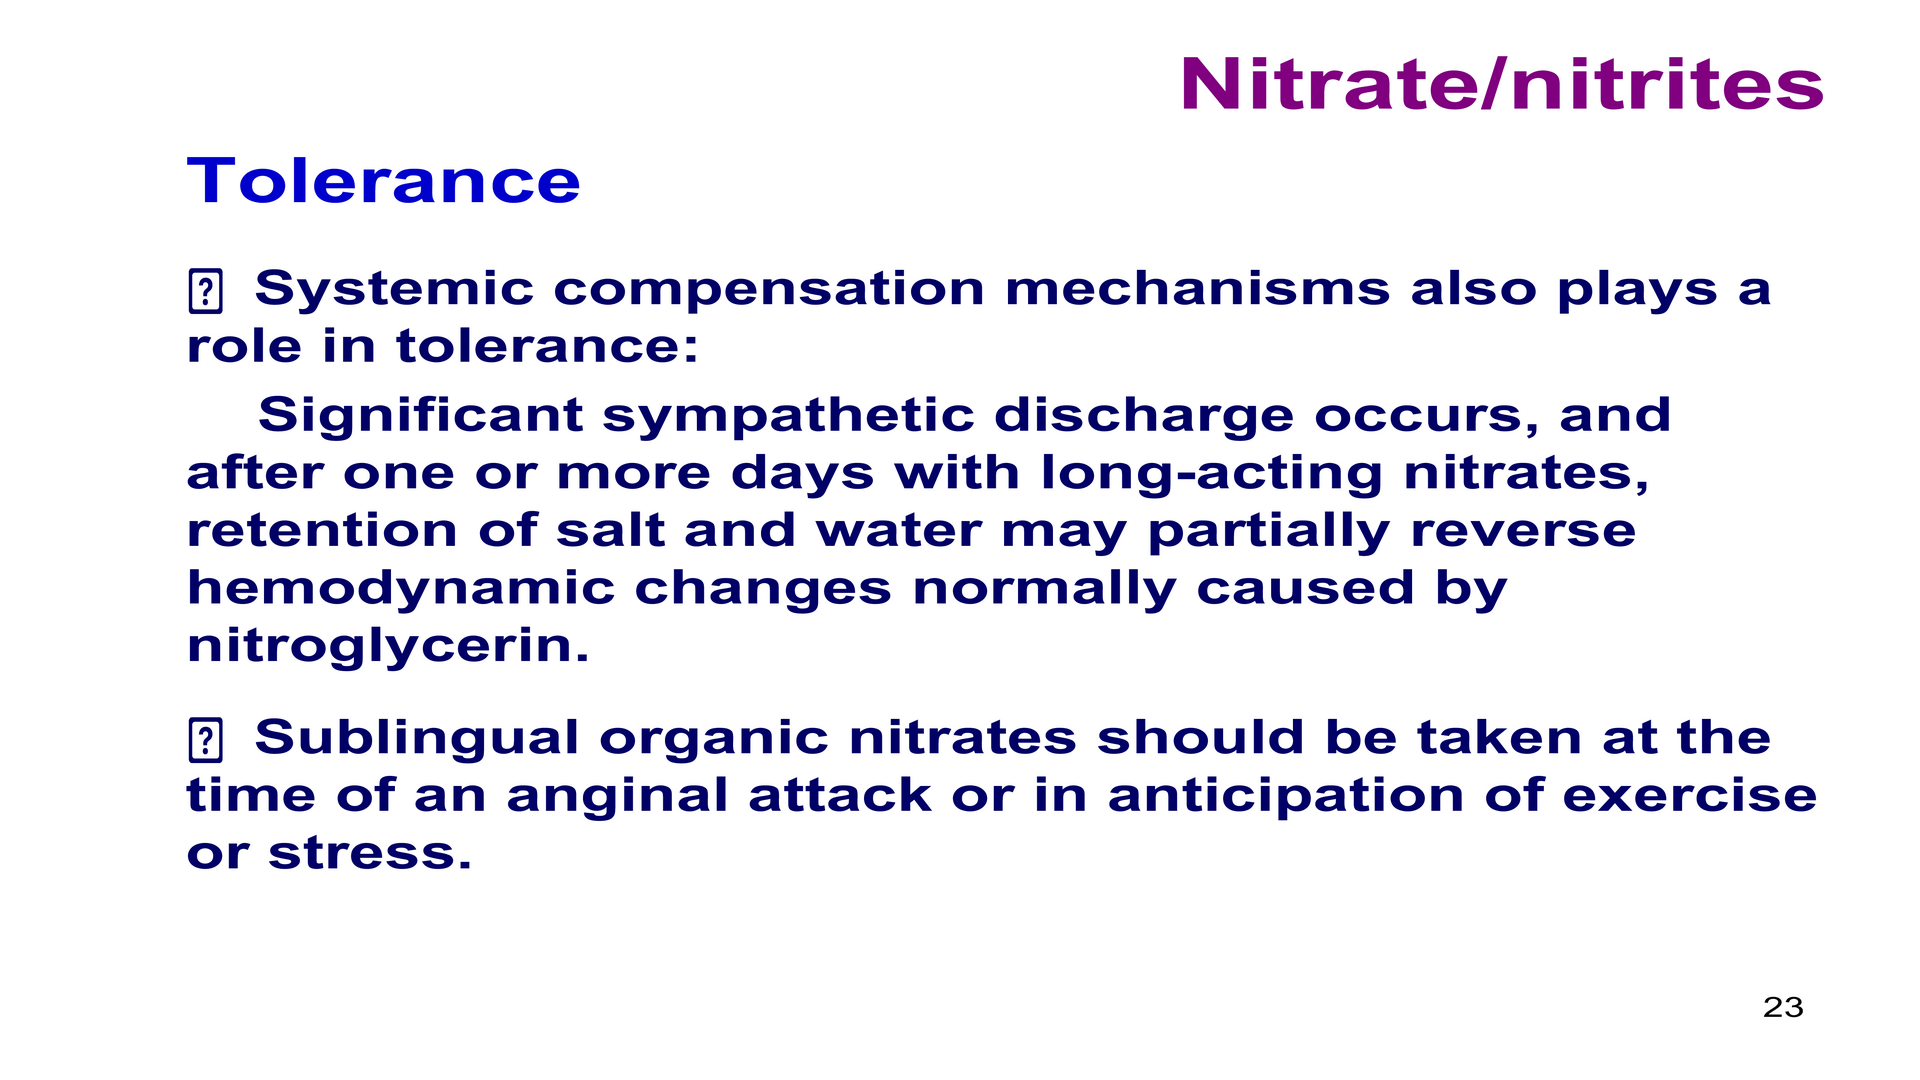 Nitrate/nitrites
Tolerance
⍰ Systemic compensation mechanisms also plays a
role in tolerance:
Significant sympathetic discharge occurs, and
after one or more days with long-acting nitrates,
retention of salt and water may partially reverse
hemodynamic changes normally caused by
nitroglycerin.
⍰ Sublingual organic nitrates should be taken at the
time of an anginal attack or in anticipation of exercise
or stress.
23